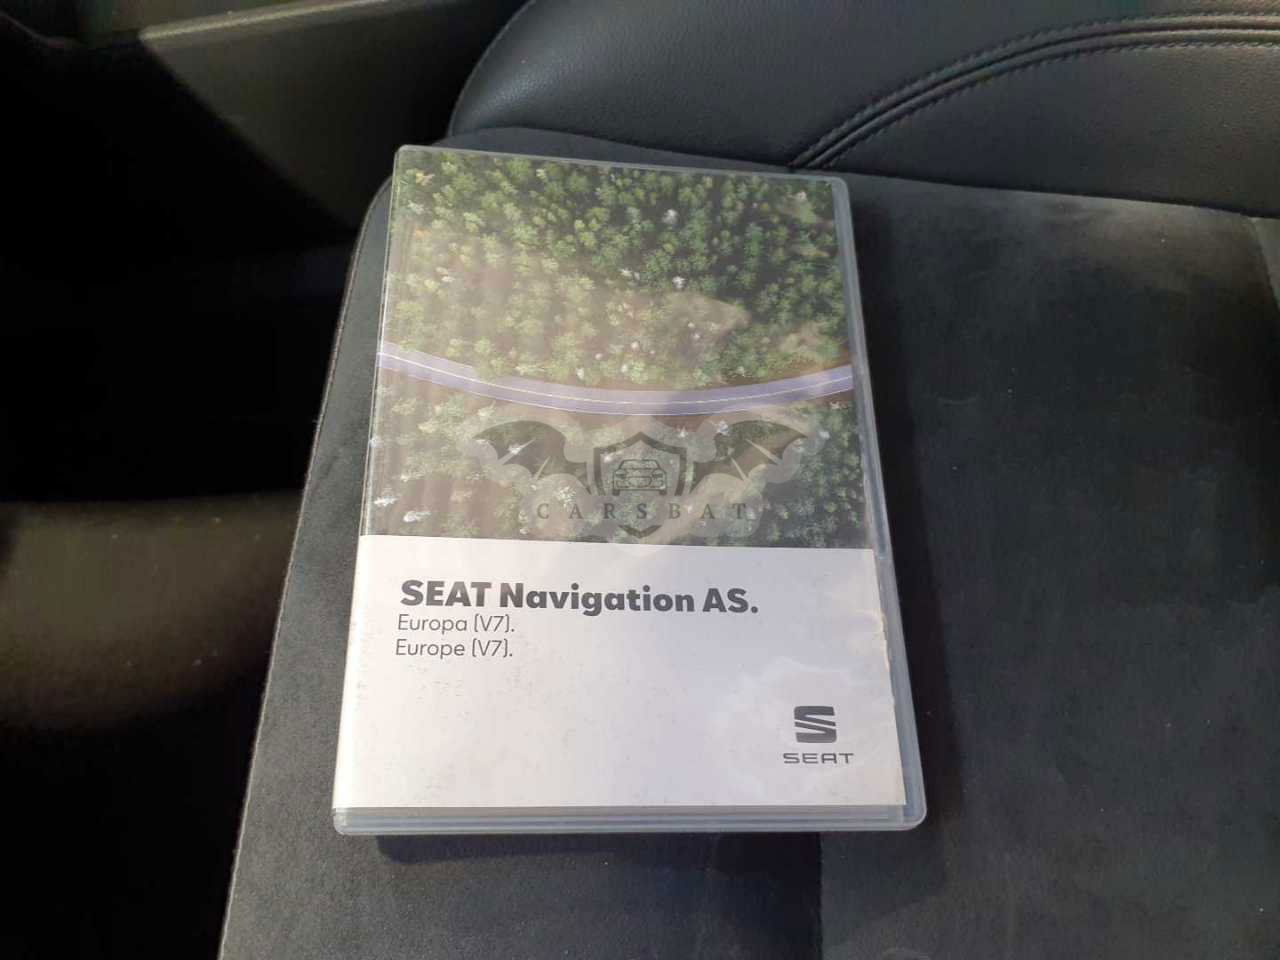 CARSBAT
SEAT Navigation AS.
Europa (V7).
Europe (V7).
SEAT